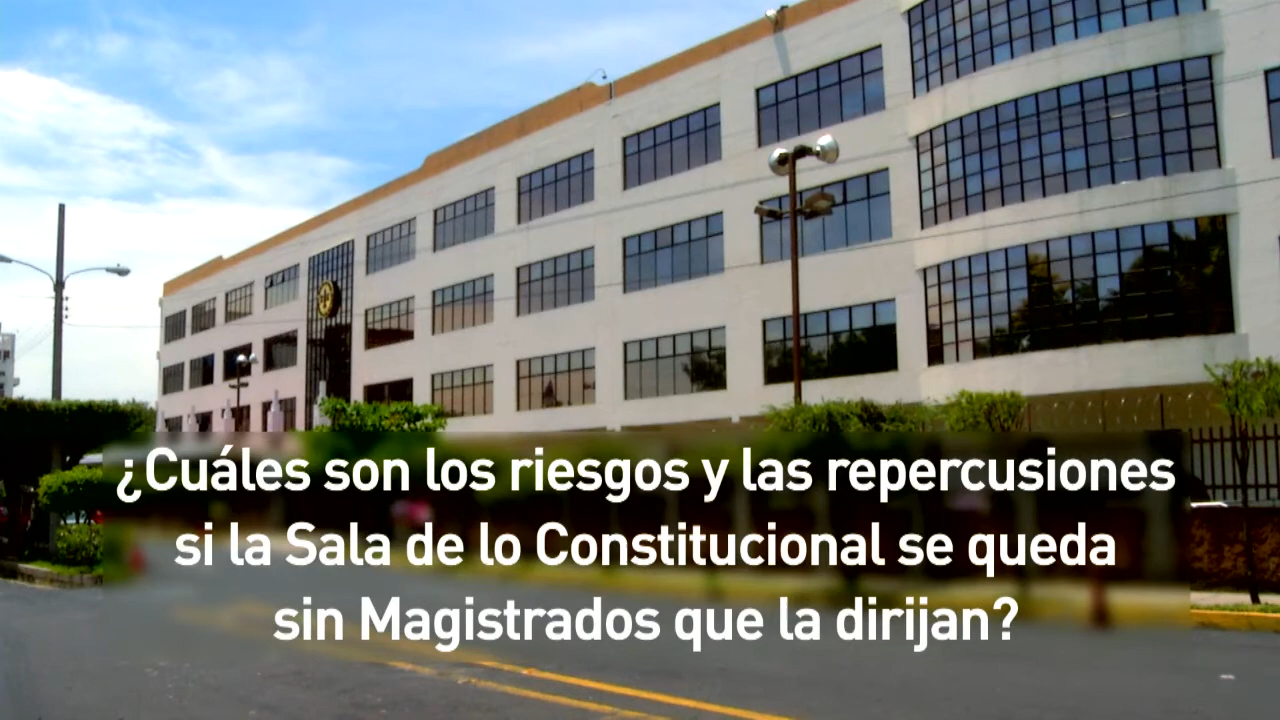 ¿Cuáles son los riesgos y las repercusiones
si la Sala de lo Constitucional se queda
sin Magistrados que la dirijan?